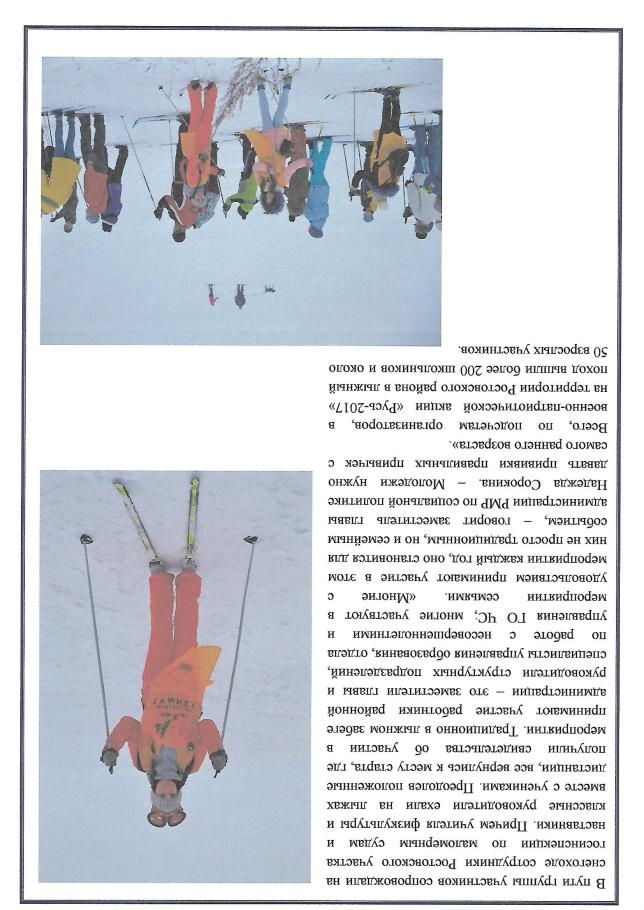 В пути группы участников сопровождали на
снегоходе сотрудники Ростовского участка
госинспекции по маломерным судам и
наставники. Причем учителя физкультуры и
классные руководители ехали на лыжах
вместе с учениками. Преодолев положенные
дистанции, все вернулись к месту старта, где
получили свидетельства об участии в
мероприятии. Традиционно в лыжном забеге
принимают участие работники районной
администрации – это заместители главы и
руководители структурных подразделений,
специалисты управления образования, отдела
по работе с несовершеннолетними и
управления ГО ЧС, многие участвуют в
мероприятии семьями. «Многие с
удовольствием принимают участие в этом
мероприятии каждый год, оно становится для
них не просто традиционным, но и семейным
событием, – говорит заместитель главы
администрации РМР по социальной политике
Надежда Сорокина. – Молодежи нужно
давать прививки правильных привычек с
самого раннего возраста».
Всего, по подсчетам организаторов, в
военно-патриотической акции «Русь-2017»
на территории Ростовского района в лыжный
поход вышли более 200 школьников и около
50 взрослых участников.